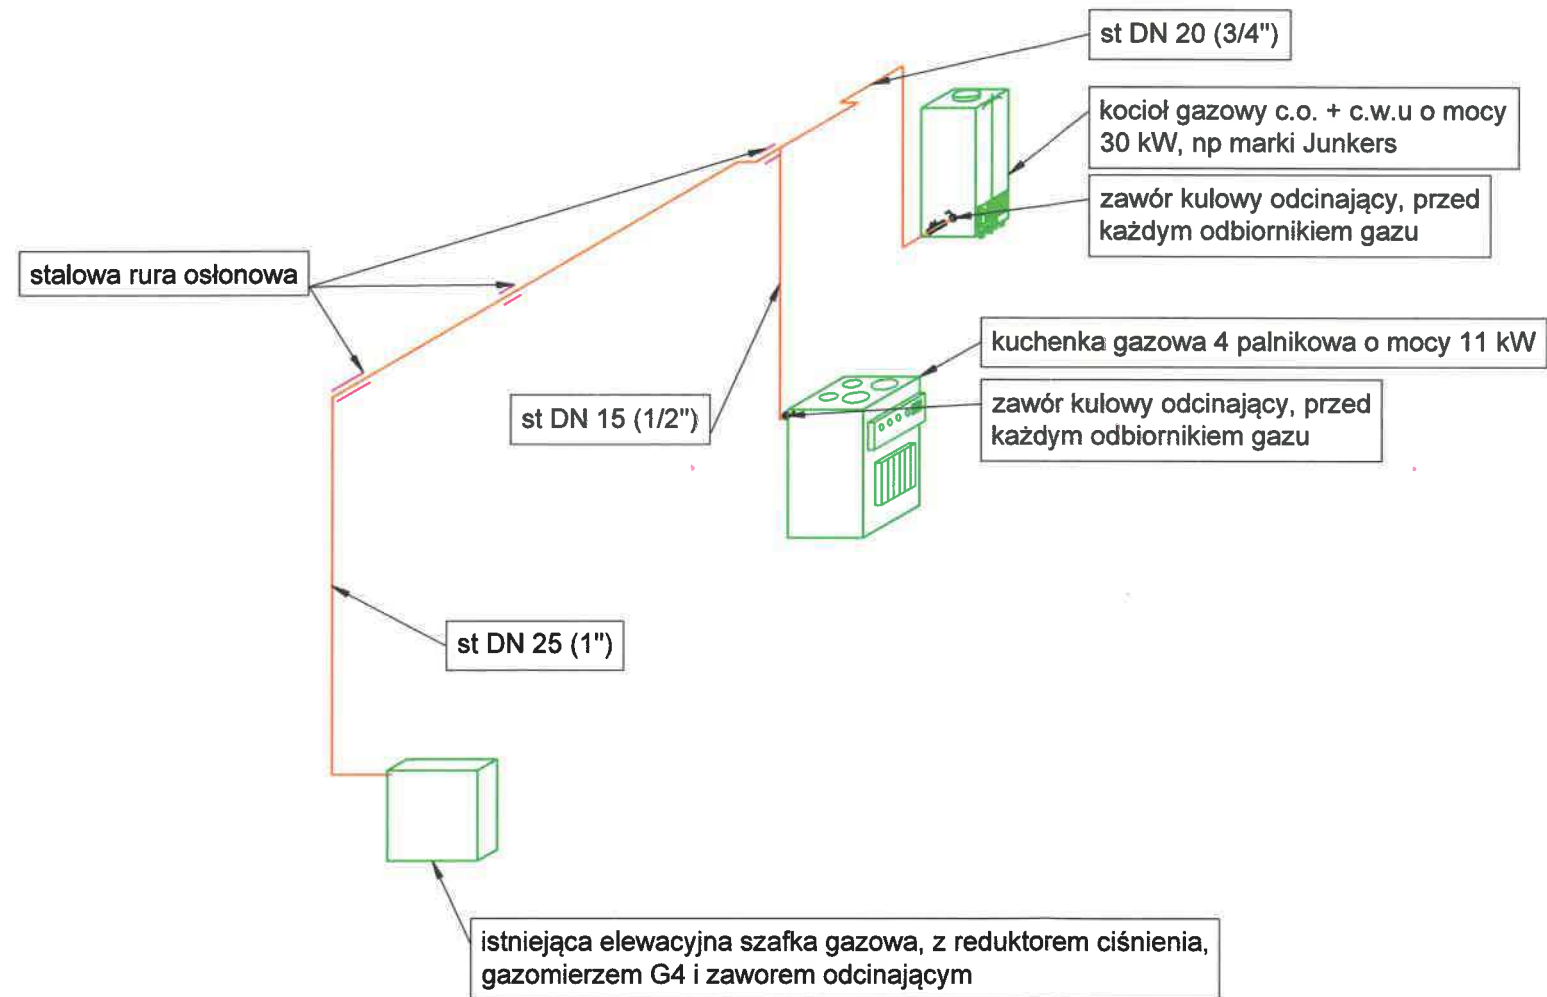 st DN 20 (3/4")
kocioł gazowy c.o. + c.w.u o mocy
30 kW, np marki Junkers
zawór kulowy odcinający, przed
każdym odbiornikiem gazu
stalowa rura osłonowa
kuchenka gazowa 4 palnikowa o mocy 11 kW
st DN 15 (1/2")
zawór kulowy odcinający, przed
każdym odbiornikiem gazu
st DN 25 (1")
istniejąca elewacyjna szafka gazowa, z reduktorem ciśnienia,
gazomierzem G4 i zaworem odcinającym